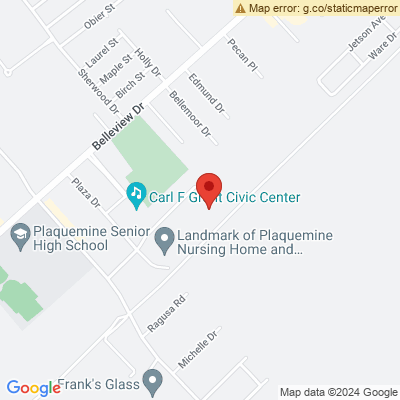 Map error: g.co/staticmaperror
Obier St
Laurel St
Maple St
Holly Dr
Birch St
Sherwood Dr
Belleview Dr
Edmund Dr
Bellemoor Dr
Pecan Pl
Jetson Ave
Ware Dr
Plaza Dr
Carl F G
t Civic Center
Plaquemine Senior
High School
Landmark of Plaquemine
Nursing Home and...
Ragusa Rd
Michelle Dr
Frank's Glass
Google
Map data ©2024 Google